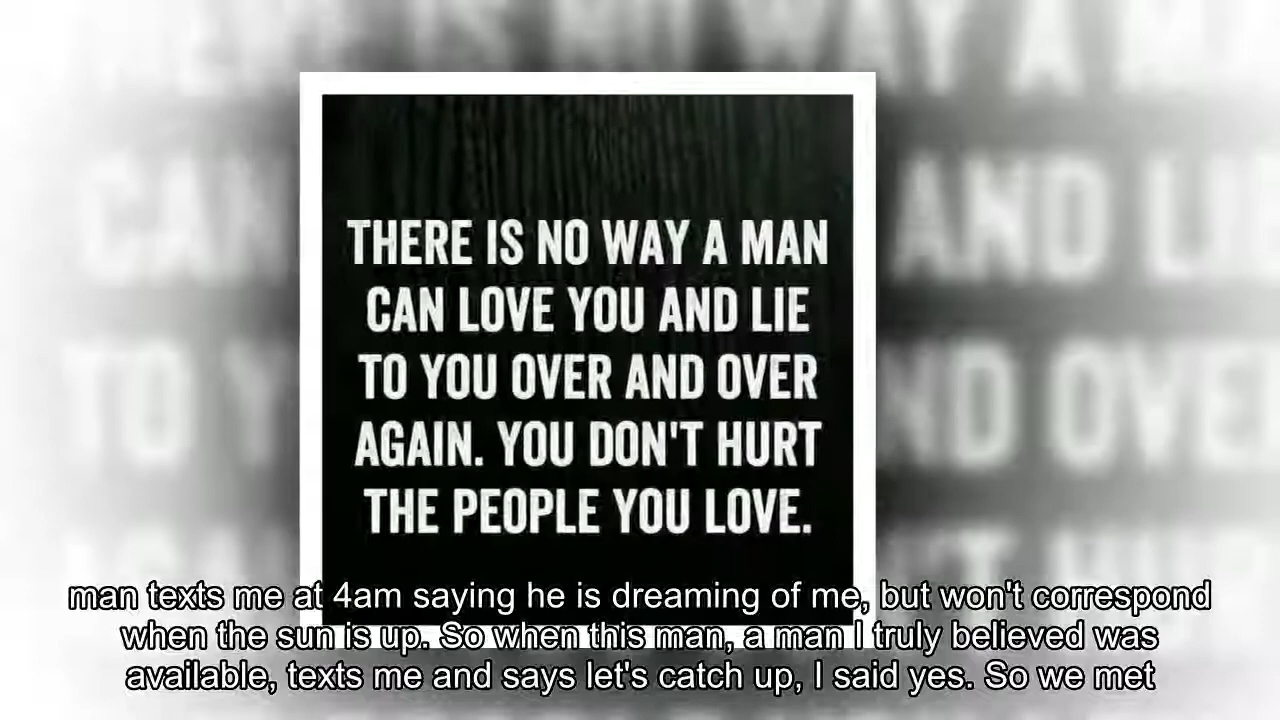 THERE IS NO WAY A MAN
CAN LOVE YOU AND LIE
TO YOU OVER AND OVER
AGAIN. YOU DON'T HURT
THE PEOPLE YOU LOVE.
man texts me at 4am saying he is dreaming of me, but won't correspond
when the sun is up. So when this man, a man I truly believed was
available, texts me and says let's catch up, I said yes. So we met